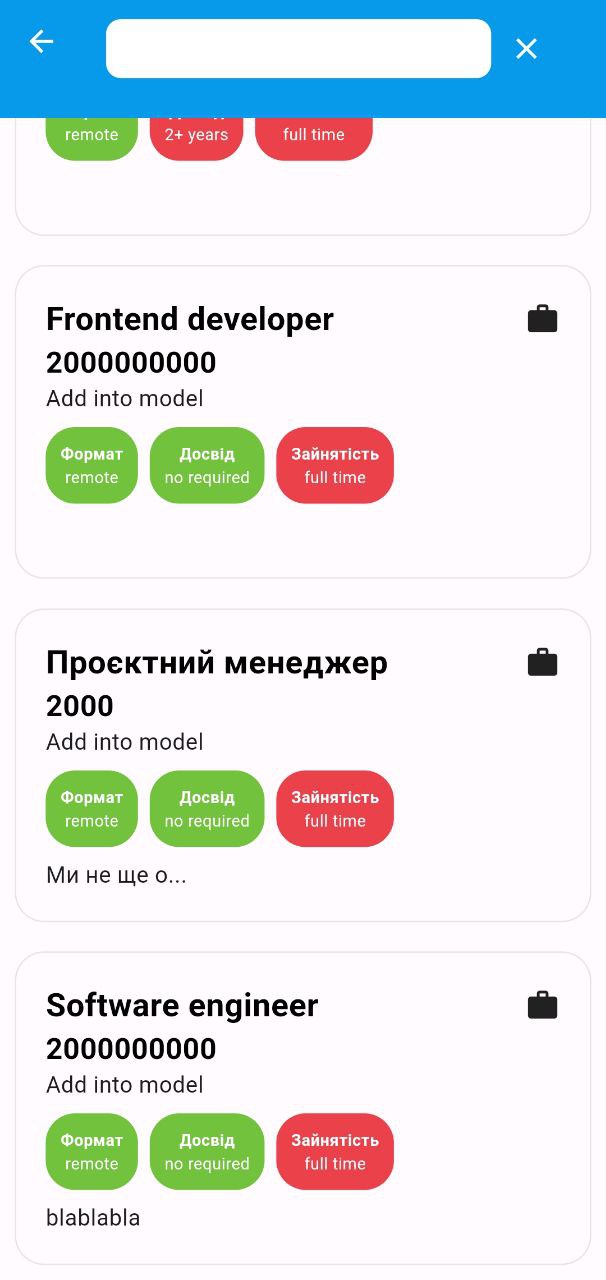 remote 2+ years full time
Frontend developer
2000000000
Add into model
Формат Досвід Зайнятість
remote no required full time
Проєктний менеджер
2000
Add into model
Формат Досвід Зайнятість
remote no required full time
Ми не ще о...
Software engineer
2000000000
Add into model
Формат Досвід Зайнятість
remote no required full time
blablabla